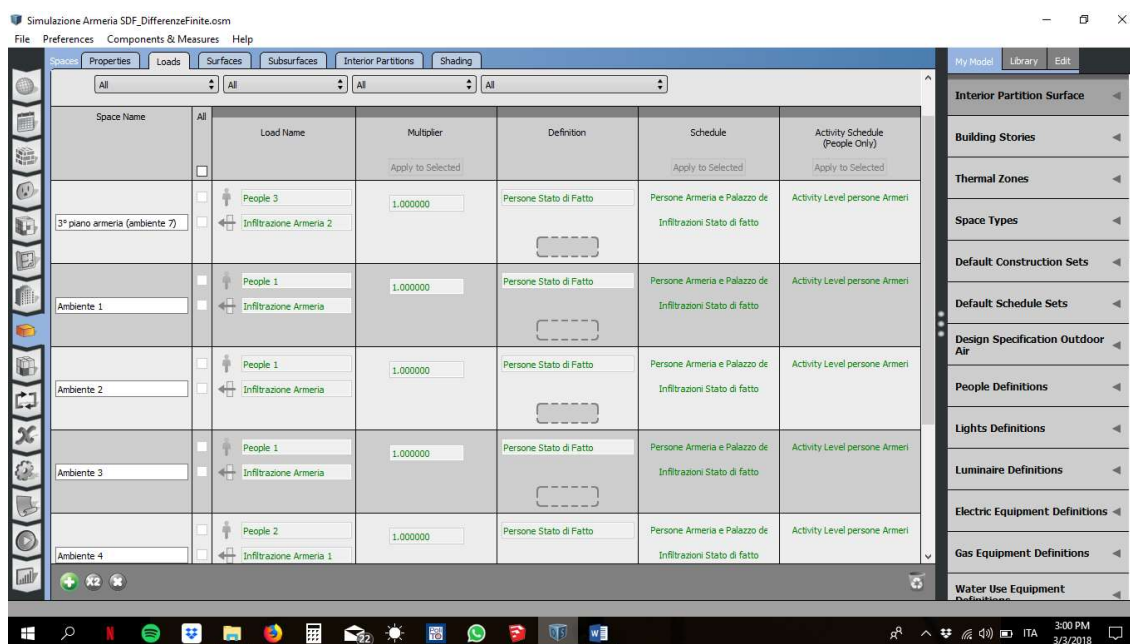 Simulazione Armeria SDF_DifferenzeFinite.osm
File Preferences Components & Measures Help
Spaces Properties Loads Surfaces Subsurfaces Interior Partitions Shading
My Model Library Edit
All All All All
Space Name All Load Name Multiplier Definition Schedule Activity Schedule
(People Only)
Apply to Selected Apply to Selected Apply to Selected
3° piano armeria (ambiente 7)
People 3 1.000000 Persone Stato di Fatto Persone Armeria e Palazzo de Activity Level persone Armeri
Infiltrazione Armeria 2 Infiltrazioni Stato di fatto
Ambiente 1
People 1 1.000000 Persone Stato di Fatto Persone Armeria e Palazzo de Activity Level persone Armeri
Infiltrazione Armeria Infiltrazioni Stato di fatto
Ambiente 2
People 1 1.000000 Persone Stato di Fatto Persone Armeria e Palazzo de Activity Level persone Armeri
Infiltrazione Armeria Infiltrazioni Stato di fatto
Ambiente 3
People 1 1.000000 Persone Stato di Fatto Persone Armeria e Palazzo de Activity Level persone Armeri
Infiltrazione Armeria Infiltrazioni Stato di fatto
Ambiente 4
People 2 1.000000 Persone Stato di Fatto Persone Armeria e Palazzo de Activity Level persone Armeri
Infiltrazione Armeria 1 Infiltrazioni Stato di fatto
Interior Partition Surface
Building Stories
Thermal Zones
Space Types
Default Construction Sets
Default Schedule Sets
Design Specification Outdoor
Air
People Definitions
Lights Definitions
Luminaire Definitions
Electric Equipment Definitions
Gas Equipment Definitions
Water Use Equipment
Definitions
x2
22
ITA
3:00 PM
3/3/2018